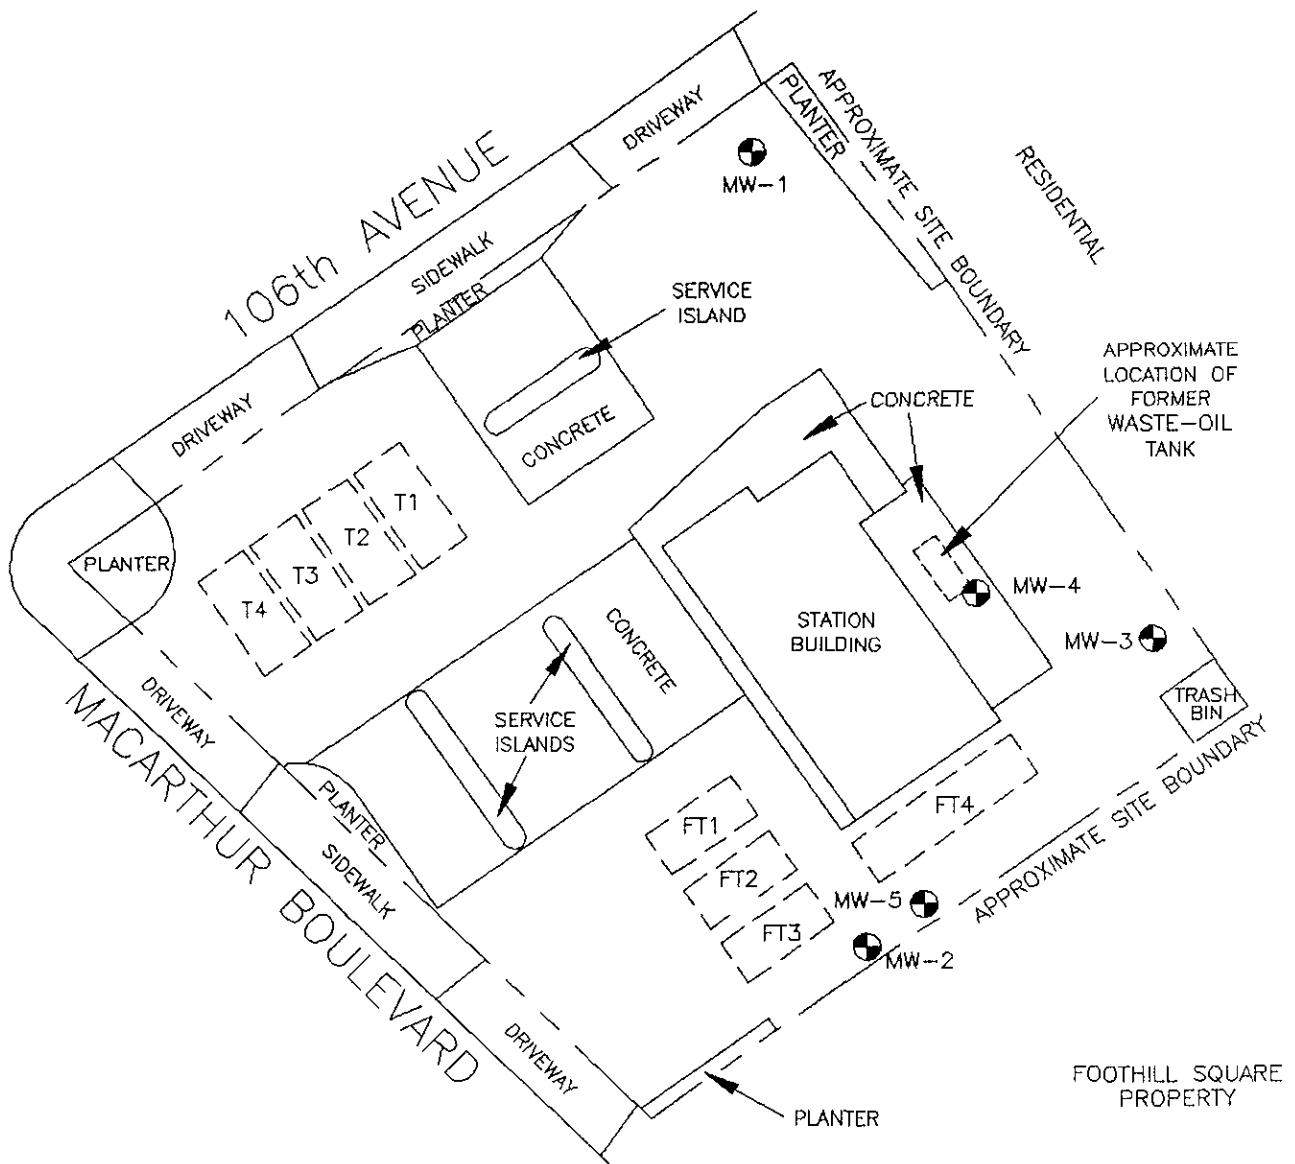 APPROXIMATE SITE BOUNDARY
PLANTER
DRIVEWAY
MW-1
RESIDENTIAL
106th AVENUE
SIDEWALK
PLANTER
SERVICE
ISLAND
APPROXIMATE
LOCATION OF
FORMER
WASTE-OIL
TANK
CONCRETE
DRIVEWAY
CONCRETE
T1
T2
T3
T4
PLANTER
MW-4
STATION
BUILDING
MW-3
CONCRETE
TRASH
BIN
DRIVEWAY
SERVICE
ISLANDS
MACARTHUR BOULEVARD
PLANTER
SIDEWALK
FT1
FT2
FT3
FT4
APPROXIMATE SITE BOUNDARY
MW-5
MW-2
DRIVEWAY
PLANTER
FOOTHILL SQUARE
PROPERTY